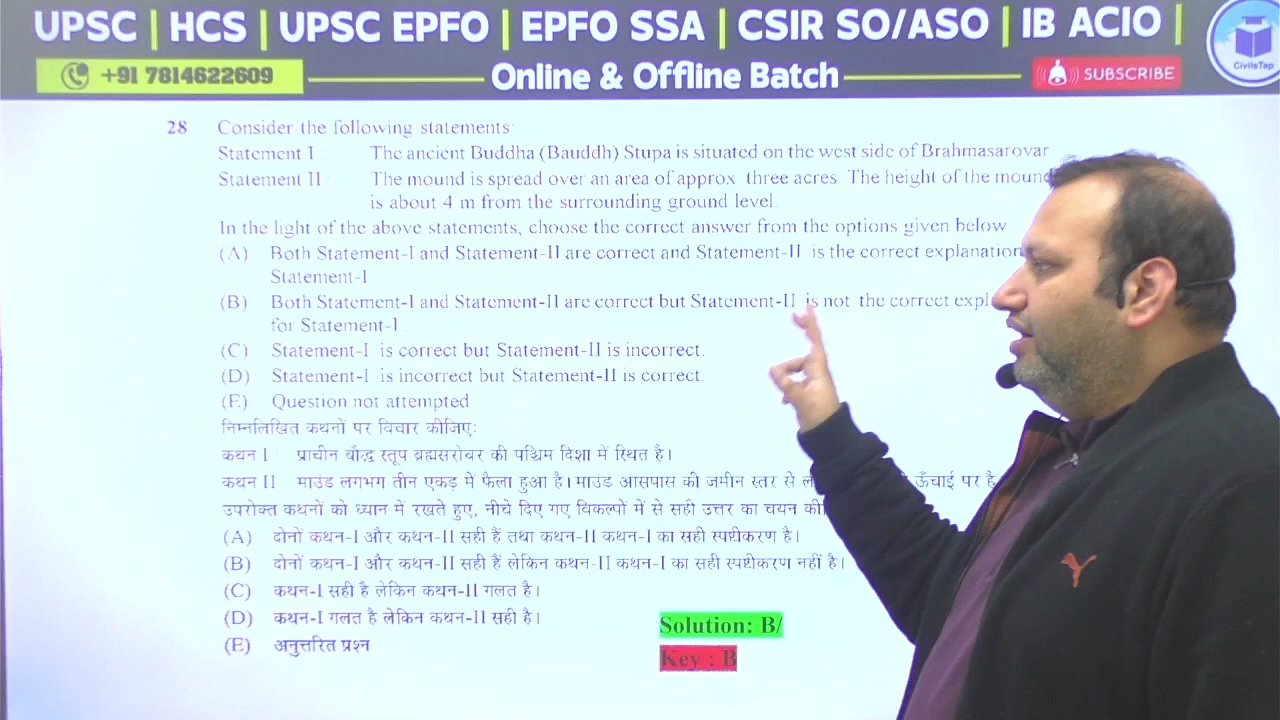 UPSC | HCS | UPSC EPFO | EPFO SSA | CSIR SO/ASO | IB ACIO |
+91 7814622609
Online & Offline Batch
SUBSCRIBE
CivilsTap
28 Consider the following statements:
Statement I : The ancient Buddha (Bauddh) Stupa is situated on the west side of Brahmasarovar
Statement II : The mound is spread over an area of approx three acres The height of the mound
is about 4 m from the surrounding ground level.
In the light of the above statements, choose the correct answer from the options given below
(A) Both Statement-I and Statement-II are correct and Statement-II is the correct explanation
Statement-I
(B) Both Statement-I and Statement-II are correct but Statement-II is not the correct expl
for Statement-I.
(C) Statement-I is correct but Statement-II is incorrect.
(D) Statement-I is incorrect but Statement-II is correct.
(E) Question not attempted
निम्नलिखित कथनों पर विचार कीजिए:
कथन I : प्राचीन बौद्ध स्तूप ब्रह्मसरोवर की पश्चिम दिशा में स्थित है।
कथन II माउंड लगभग तीन एकड़ में फैला हुआ है। माउंड आसपास की जमीन स्तर से ऊँचाई पर है
उपरोक्त कथनों को ध्यान में रखते हुए, नीचे दिए गए विकल्पों में से सही उत्तर का चयन की
(A) दोनों कथन-I और कथन-II सही हैं तथा कथन-II कथन-I का सही स्पष्टीकरण है।
(B) दोनों कथन-I और कथन-II सही हैं लेकिन कथन-II कथन-I का सही स्पष्टीकरण नहीं है।
(C) कथन-I सही है लेकिन कथन-II गलत है।
(D) कथन-I गलत है लेकिन कथन-II सही है।
(E) अनुत्तरित प्रश्न
Solution: B/
Key : B